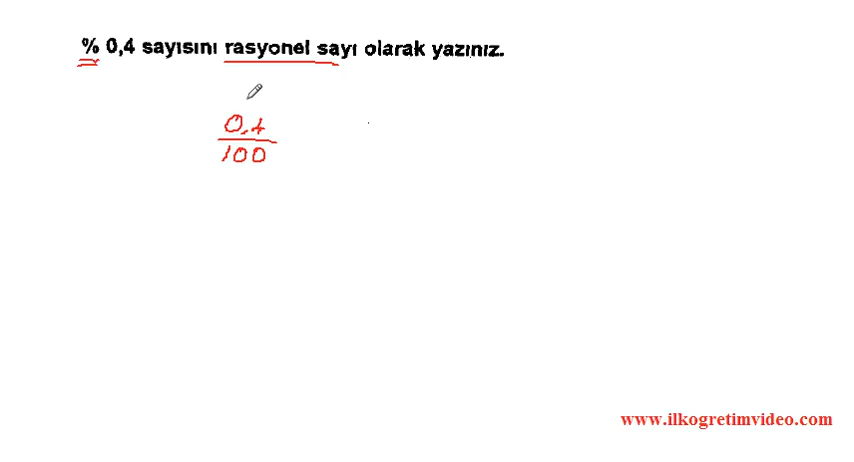 % 0,4 sayısını rasyonel sayı olarak yazınız.
0,4
100
www.ilkogretimvideo.com